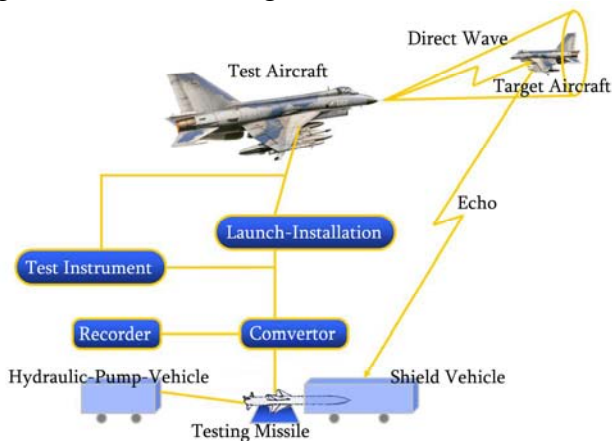 Direct Wave
Test Aircraft
Target Aircraft
Echo
Launch-Installation
Test Instrument
Recorder
Comvertor
Hydraulic-Pump-Vehicle
Shield Vehicle
Testing Missile